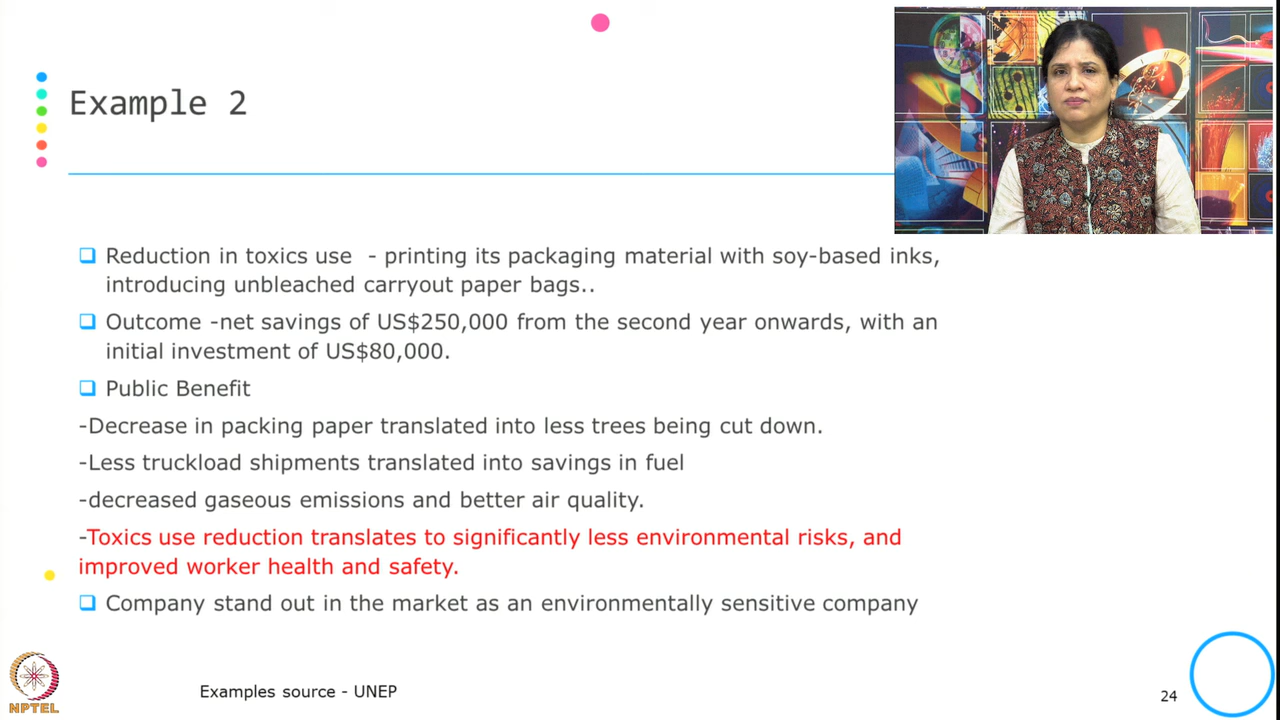 Example 2
Reduction in toxics use - printing its packaging material with soy-based inks,
introducing unbleached carryout paper bags..
Outcome -net savings of US$250,000 from the second year onwards, with an
initial investment of US$80,000.
Public Benefit
-Decrease in packing paper translated into less trees being cut down.
-Less truckload shipments translated into savings in fuel
-decreased gaseous emissions and better air quality.
-Toxics use reduction translates to significantly less environmental risks, and
improved worker health and safety.
Company stand out in the market as an environmentally sensitive company
Examples source - UNEP
24
NPTEL